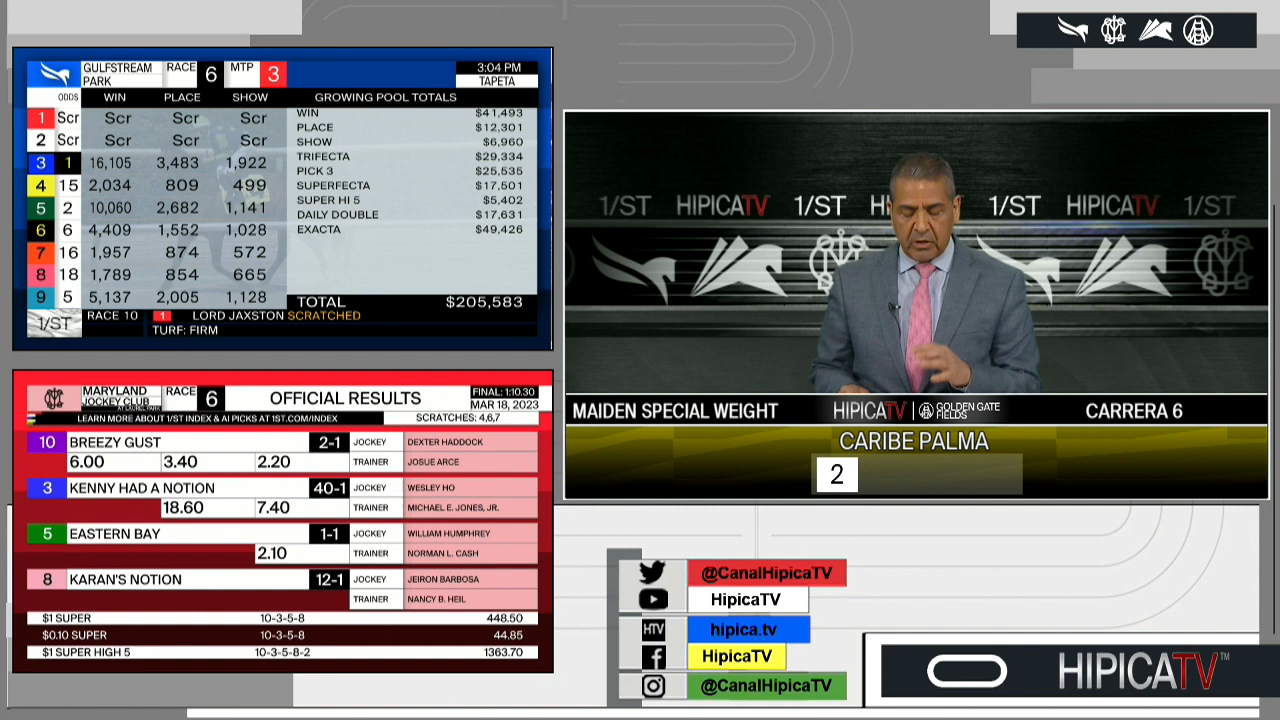 GULFSTREAM PARK RACE 6 MTP 3 3:04 PM TAPETA
ODDS WIN PLACE SHOW GROWING POOL TOTALS
1 Scr Scr Scr Scr
2 Scr Scr Scr Scr
3 1 16,105 3,483 1,922
4 15 2,034 809 499
5 2 10,060 2,682 1,141
6 6 4,409 1,552 1,028
7 16 1,957 874 572
8 18 1,789 854 665
9 5 5,137 2,005 1,128
WIN $41,493
PLACE $12,301
SHOW $6,960
TRIFECTA $29,334
PICK 3 $25,535
SUPERFECTA $17,501
SUPER HI 5 $5,402
DAILY DOUBLE $17,631
EXACTA $49,426
TOTAL $205,583
1/ST RACE 10 1 LORD JAXSTON SCRATCHED
TURF: FIRM
MARYLAND JOCKEY CLUB AT LAUREL PARK RACE 6 OFFICIAL RESULTS FINAL: 1:10.30
MAR 18, 2023
LEARN MORE ABOUT 1/ST INDEX & AI PICKS AT 1ST.COM/INDEX SCRATCHES: 4,6,7
10 BREEZY GUST 2-1 JOCKEY DEXTER HADDOCK
6.00 3.40 2.20 TRAINER JOSUE ARCE
3 KENNY HAD A NOTION 40-1 JOCKEY WESLEY HO
18.60 7.40 TRAINER MICHAEL E. JONES, JR.
5 EASTERN BAY 1-1 JOCKEY WILLIAM HUMPHREY
2.10 TRAINER NORMAN L. CASH
8 KARAN'S NOTION 12-1 JOCKEY JEIRON BARBOSA
TRAINER NANCY B. HEIL
$1 SUPER 10-3-5-8 448.50
$0.10 SUPER 10-3-5-8 44.85
$1 SUPER HIGH 5 10-3-5-8-2 1363.70
1/ST HIPICATV 1/ST HI 1/ST HIPICATV 1/ST
MAIDEN SPECIAL WEIGHT HIPICATV GOLDEN GATE FIELDS CARRERA 6
CARIBE PALMA
2
@CanalHipicaTV
HipicaTV
HTV hipica.tv
HipicaTV
@CanalHipicaTV
HIPICATV™